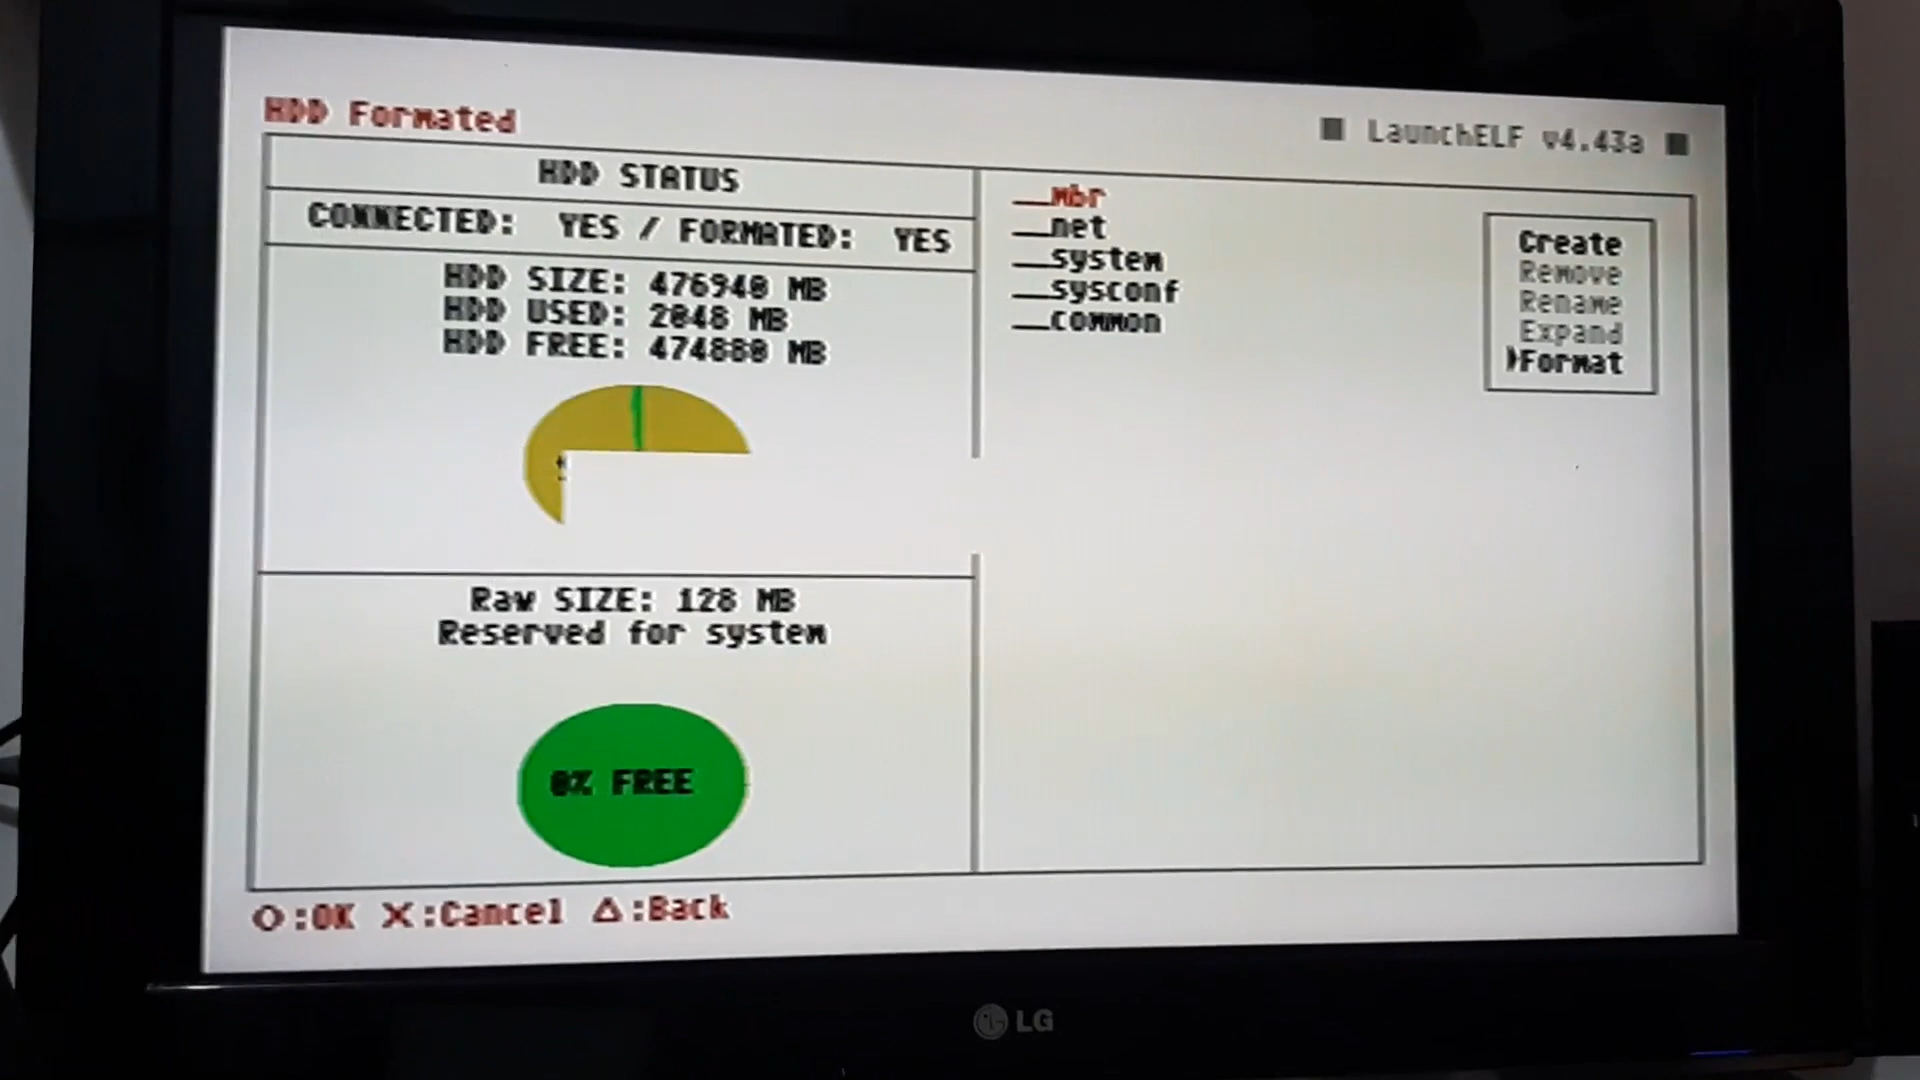 HDD Formated
■ LaunchELF v4.43a ■
HDD STATUS
CONNECTED: YES / FORMATED: YES
HDD SIZE: 476940 MB
HDD USED: 2048 MB
HDD FREE: 474880 MB
Raw SIZE: 128 MB
Reserved for system
0% FREE
__mbr
__net
__system
__sysconf
__common
Create
Remove
Rename
Expand
Format
O:OK X:Cancel △:Back
LG